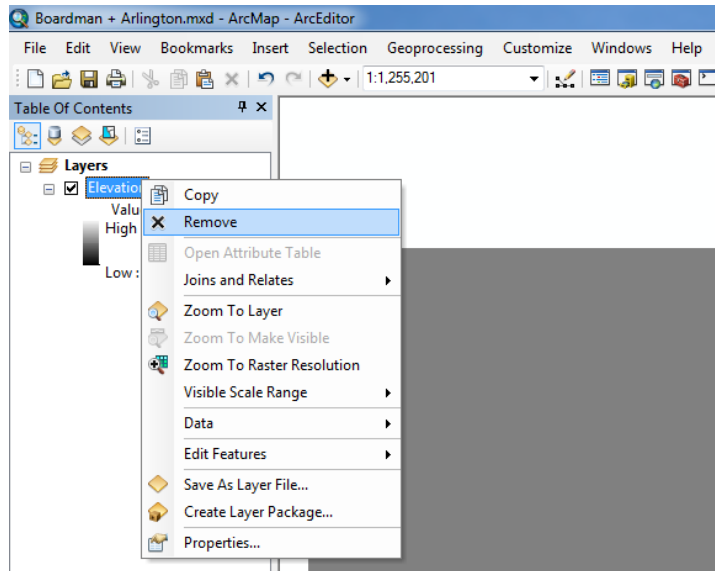 Boardman + Arlington.mxd - ArcMap - ArcEditor
File Edit View Bookmarks Insert Selection Geoprocessing Customize Windows Help
1:1,255,201
Table Of Contents
Layers
Elevation
Valu
High
Low :
Copy
Remove
Open Attribute Table
Joins and Relates
Zoom To Layer
Zoom To Make Visible
Zoom To Raster Resolution
Visible Scale Range
Data
Edit Features
Save As Layer File...
Create Layer Package...
Properties...